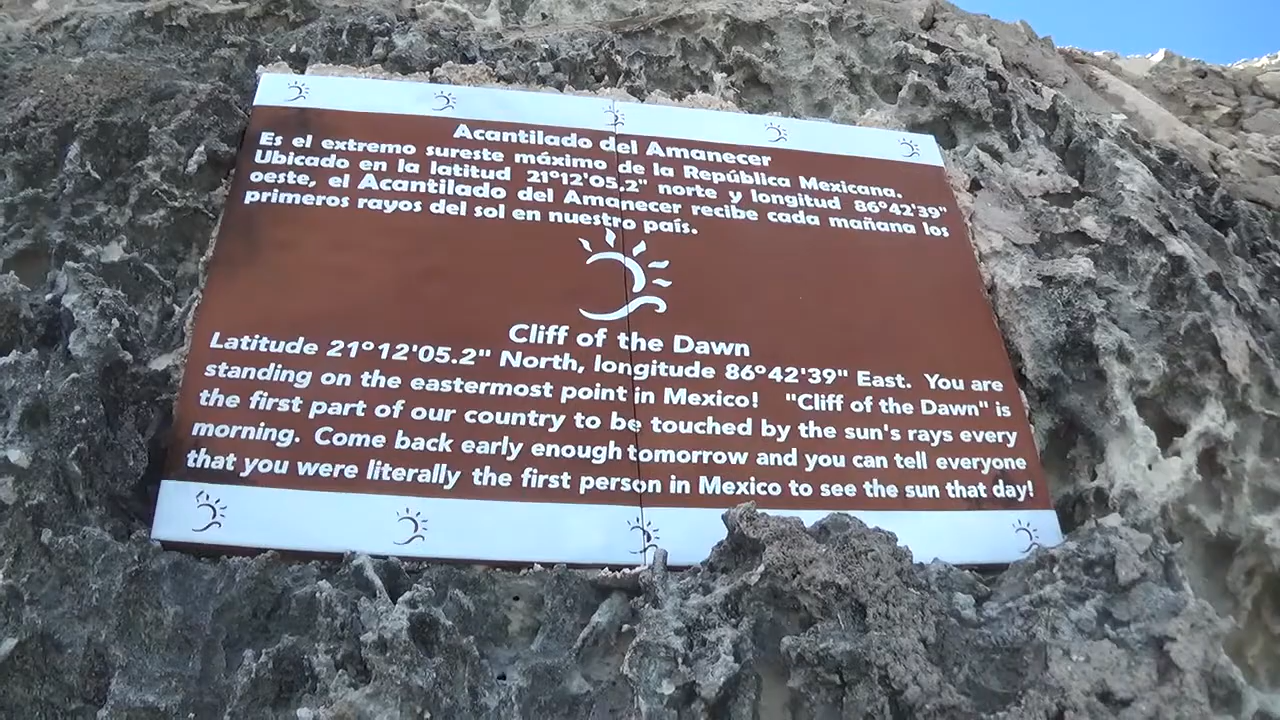 Acantilado del Amanecer
Es el extremo sureste máximo de la República Mexicana.
Ubicado en la latitud 21°12'05.2" norte y longitud 86°42'39"
oeste, el Acantilado del Amanecer recibe cada mañana los
primeros rayos del sol en nuestro país.
Cliff of the Dawn
Latitude 21°12'05.2" North, longitude 86°42'39" East. You are
standing on the eastermost point in Mexico! "Cliff of the Dawn" is
the first part of our country to be touched by the sun's rays every
morning. Come back early enough tomorrow and you can tell everyone
that you were literally the first person in Mexico to see the sun that day!